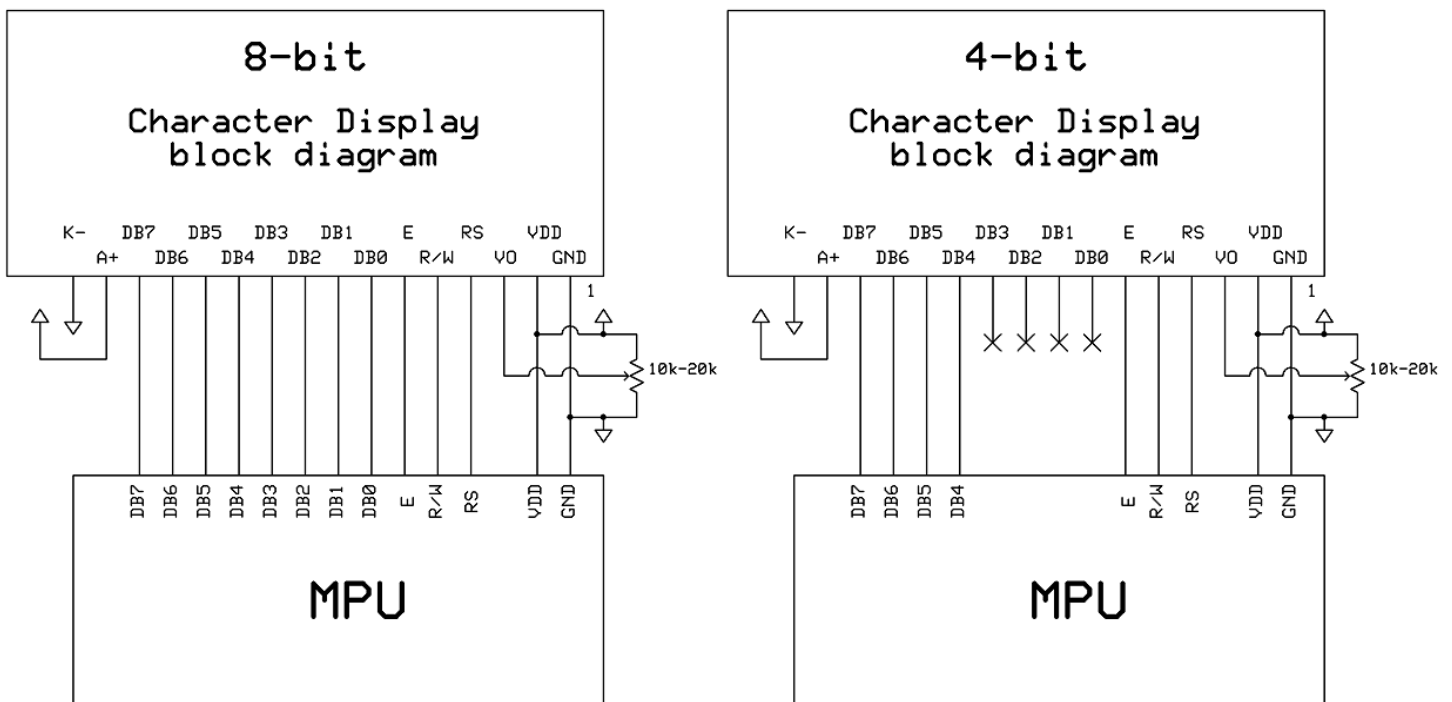 8-bit
Character Display
block diagram
K- DB7 DB5 DB3 DB1 E RS VDD
A+ DB6 DB4 DB2 DB0 R/W VO GND
1
10k-20k
DB7 DB6 DB5 DB4 DB3 DB2 DB1 DB0 E R/W RS VDD GND
MPU
4-bit
Character Display
block diagram
K- DB7 DB5 DB3 DB1 E RS VDD
A+ DB6 DB4 DB2 DB0 R/W VO GND
1
10k-20k
DB7 DB6 DB5 DB4 E R/W RS VDD GND
MPU